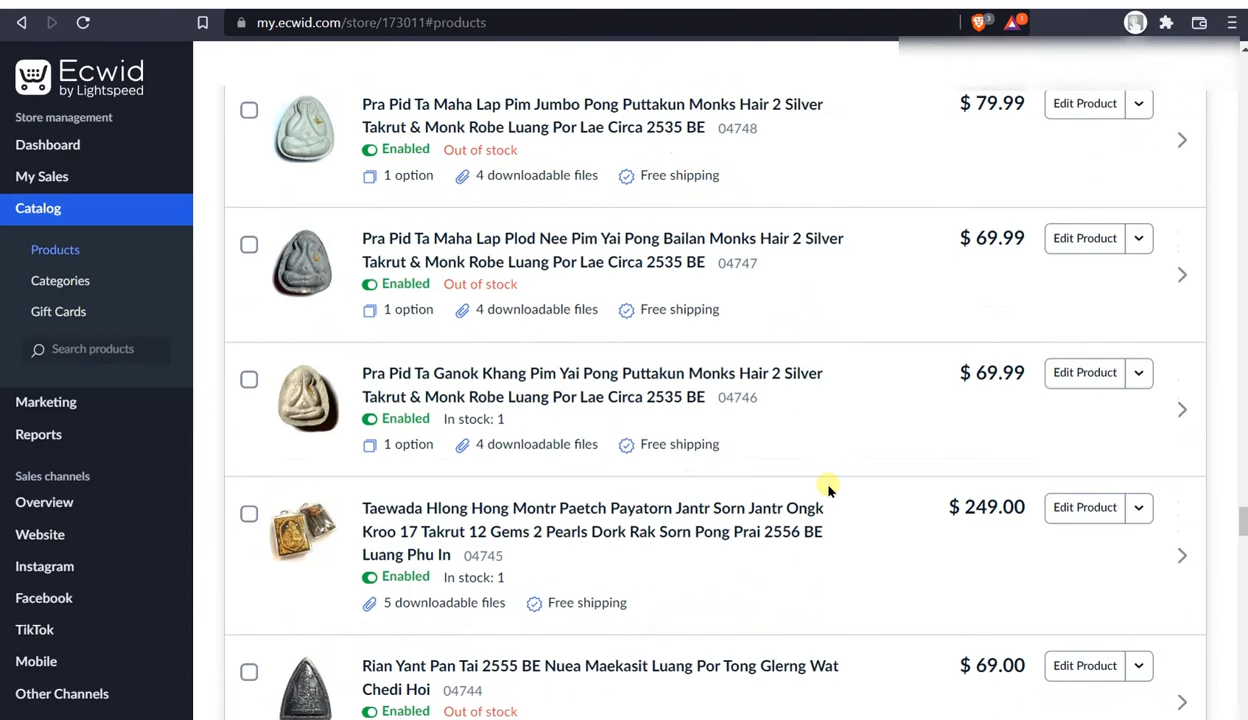 my.ecwid.com/store/173011#products
3
1
Ecwid
by Lightspeed
Store management
Dashboard
My Sales
Catalog
Products
Categories
Gift Cards
Search products
Marketing
Reports
Sales channels
Overview
Website
Instagram
Facebook
TikTok
Mobile
Other Channels
Pra Pid Ta Maha Lap Pim Jumbo Pong Puttakun Monks Hair 2 Silver
Takrut & Monk Robe Luang Por Lae Circa 2535 BE 04748
$ 79.99
Edit Product
Enabled Out of stock
1 option 4 downloadable files Free shipping
Pra Pid Ta Maha Lap Plod Nee Pim Yai Pong Bailan Monks Hair 2 Silver
Takrut & Monk Robe Luang Por Lae Circa 2535 BE 04747
$ 69.99
Edit Product
Enabled Out of stock
1 option 4 downloadable files Free shipping
Pra Pid Ta Ganok Khang Pim Yai Pong Puttakun Monks Hair 2 Silver
Takrut & Monk Robe Luang Por Lae Circa 2535 BE 04746
$ 69.99
Edit Product
Enabled In stock: 1
1 option 4 downloadable files Free shipping
Taewada Hlong Hong Montr Paetch Payatorn Jantr Sorn Jantr Ongk
Kroo 17 Takrut 12 Gems 2 Pearls Dork Rak Sorn Pong Prai 2556 BE
Luang Phu In 04745
$ 249.00
Edit Product
Enabled In stock: 1
5 downloadable files Free shipping
Rian Yant Pan Tai 2555 BE Nuea Maekasit Luang Por Tong Glerng Wat
Chedi Hoi 04744
$ 69.00
Edit Product
Enabled Out of stock